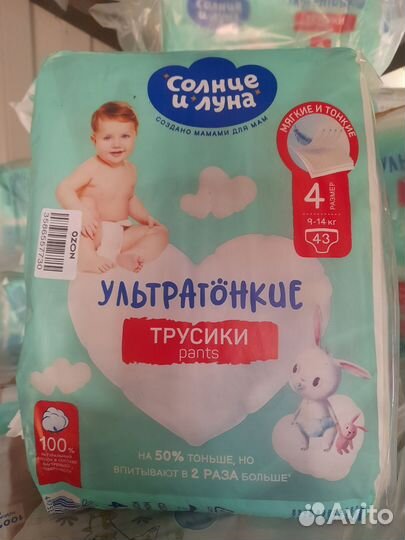 Солнце
и Луна
СОЗДАНО МАМАМИ ДЛЯ МАМ
МЯГКИЕ И ТОНКИЕ
4
РАЗМЕР
9-14 кг
43
OZON
УЛЬТРАТОНКИЕ
ТРУСИКИ
pants
НА 50% ТОНЬШЕ, НО
ВПИТЫВАЮТ В 2 РАЗА БОЛЬШЕ*
100%
Avito